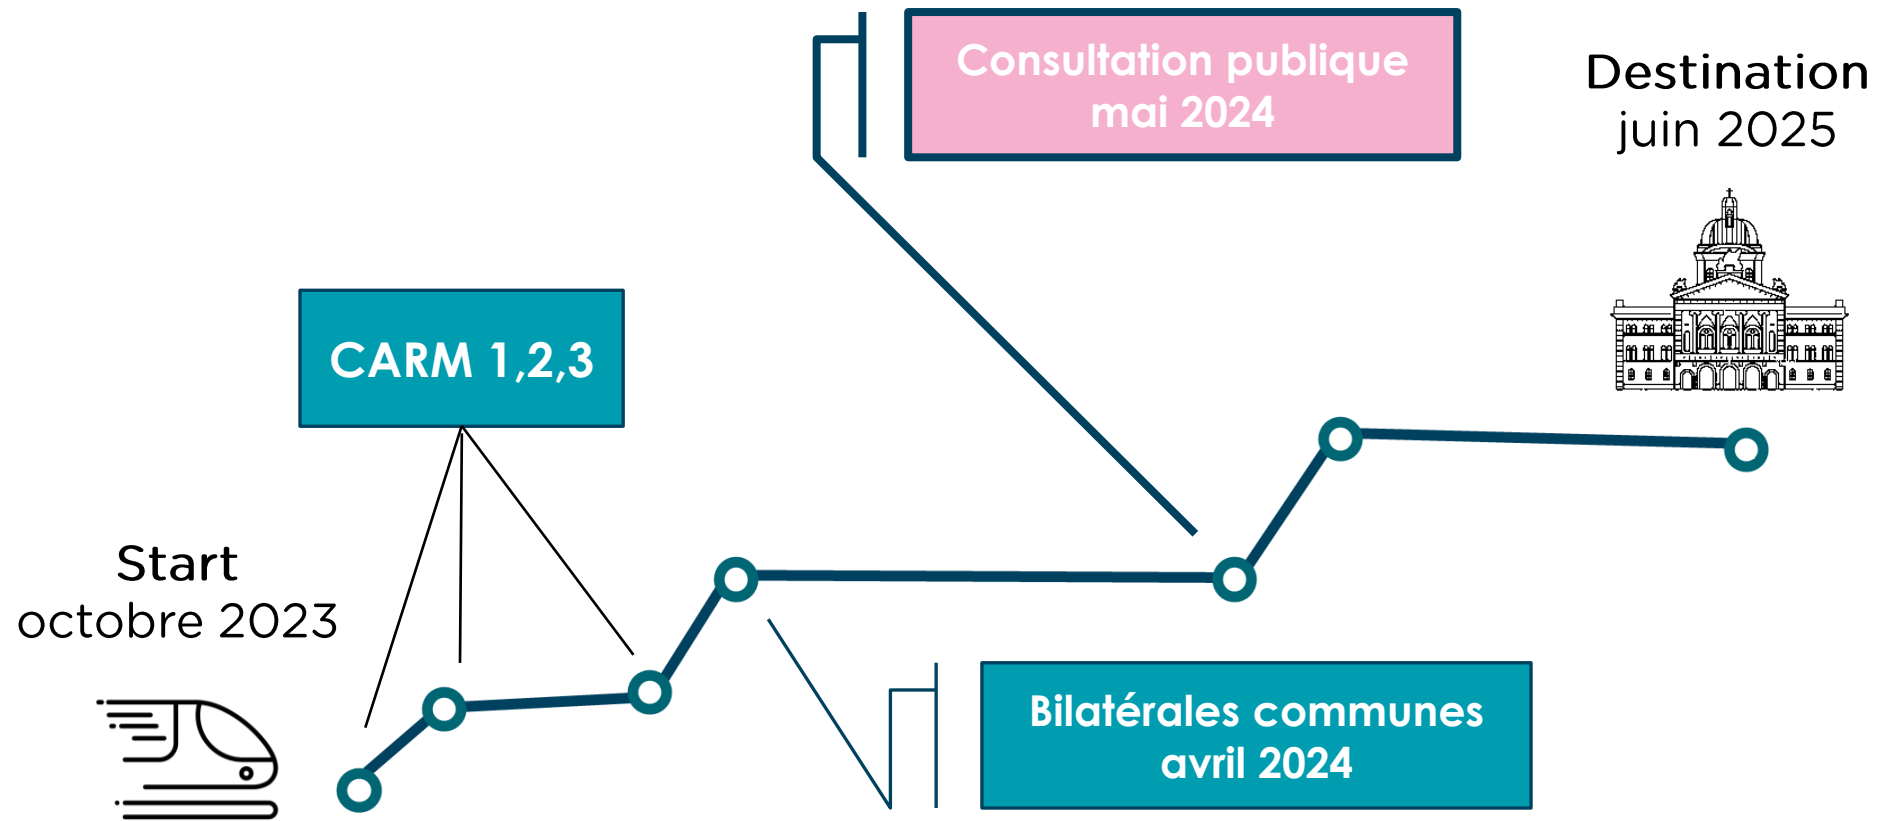 Consultation publique
mai 2024
Destination
juin 2025
CARM 1,2,3
Start
octobre 2023
Bilatérales communes
avril 2024